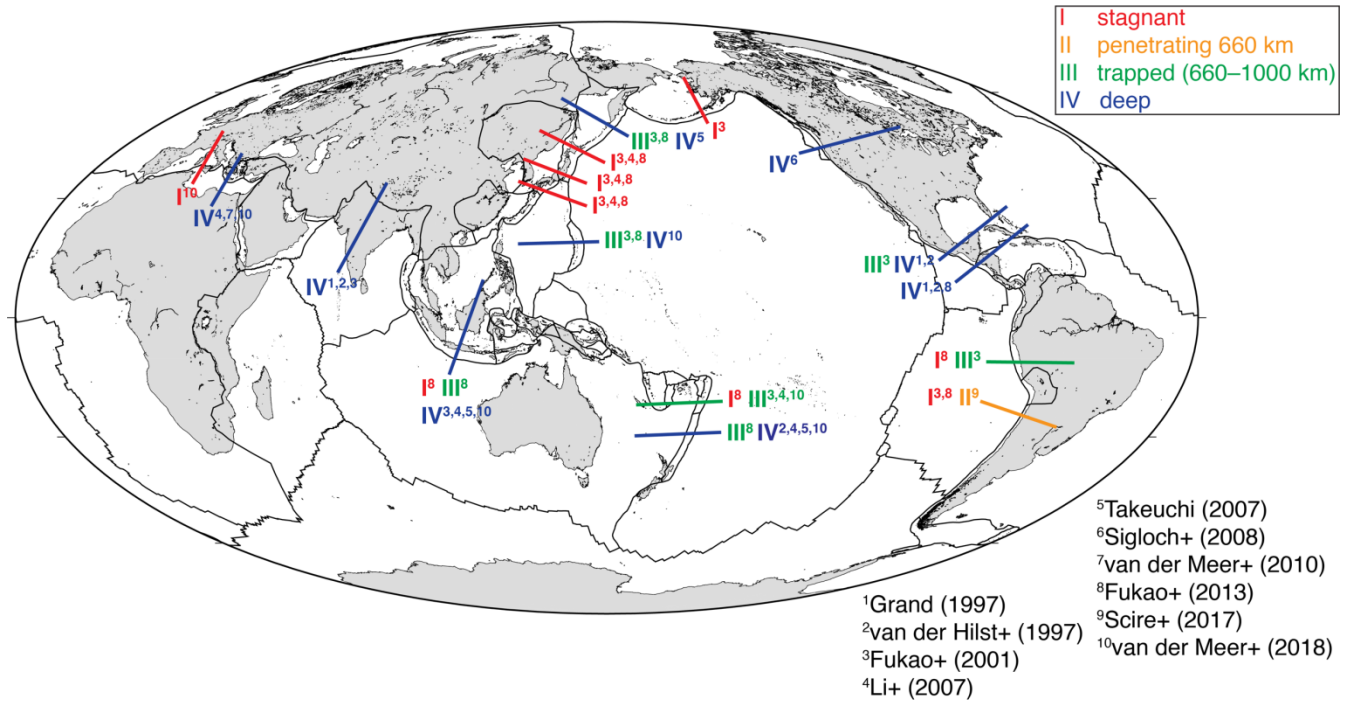 I stagnant
II penetrating 660 km
III trapped (660–1000 km)
IV deep
III³,⁸ IV⁵
I³
IV⁶
I³,⁴,⁸
I³,⁴,⁸
I³,⁴,⁸
I¹⁰
IV⁴,⁷,¹⁰
III³,⁸ IV¹⁰
IV¹,²,³
III³ IV¹,²
IV¹,²,⁸
I⁸ III³
I³,⁸ II⁹
I⁸ III⁸
IV³,⁴,⁵,¹⁰
I⁸ III³,⁴,¹⁰
III⁸ IV²,⁴,⁵,¹⁰
¹Grand (1997)
²van der Hilst+ (1997)
³Fukao+ (2001)
⁴Li+ (2007)
⁵Takeuchi (2007)
⁶Sigloch+ (2008)
⁷van der Meer+ (2010)
⁸Fukao+ (2013)
⁹Scire+ (2017)
¹⁰van der Meer+ (2018)